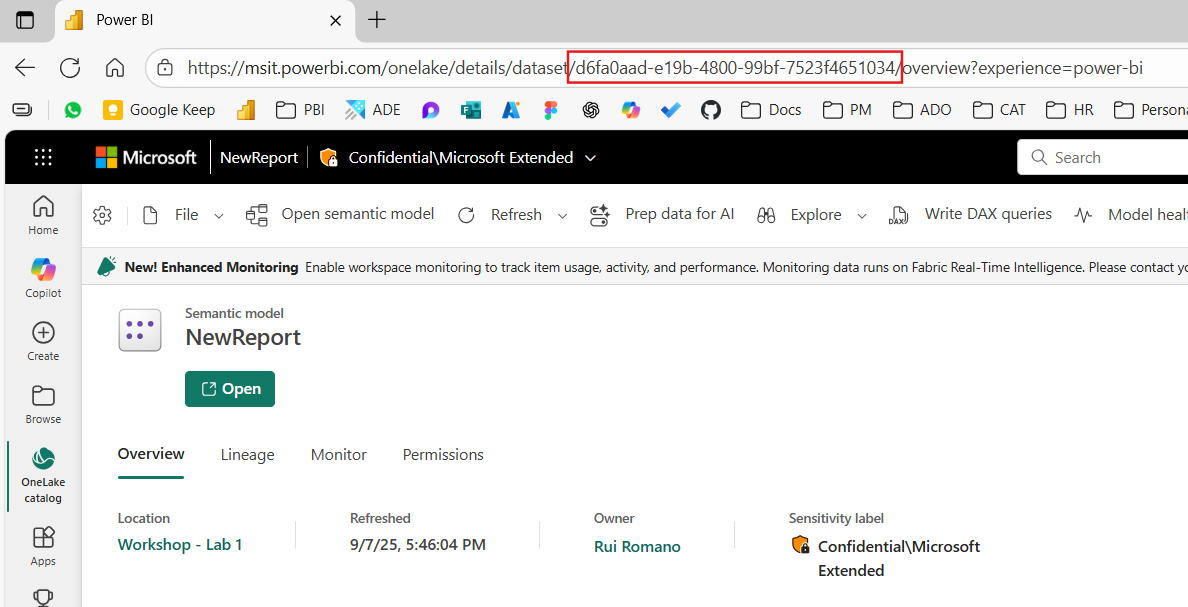 Power BI
https://msit.powerbi.com/onelake/details/dataset/d6fa0aad-e19b-4800-99bf-7523f4651034/overview?experience=power-bi
Google Keep PBI ADE Docs PM ADO CAT HR Persona
Microsoft NewReport Confidential\Microsoft Extended Search
Home
Copilot
Create
Browse
OneLake
catalog
Apps
File Open semantic model Refresh Prep data for AI Explore DAX Write DAX queries Model healt
New! Enhanced Monitoring Enable workspace monitoring to track item usage, activity, and performance. Monitoring data runs on Fabric Real-Time Intelligence. Please contact yo
Semantic model
NewReport
Open
Overview Lineage Monitor Permissions
Location Refreshed Owner Sensitivity label
Workshop - Lab 1 9/7/25, 5:46:04 PM Rui Romano Confidential\Microsoft
Extended